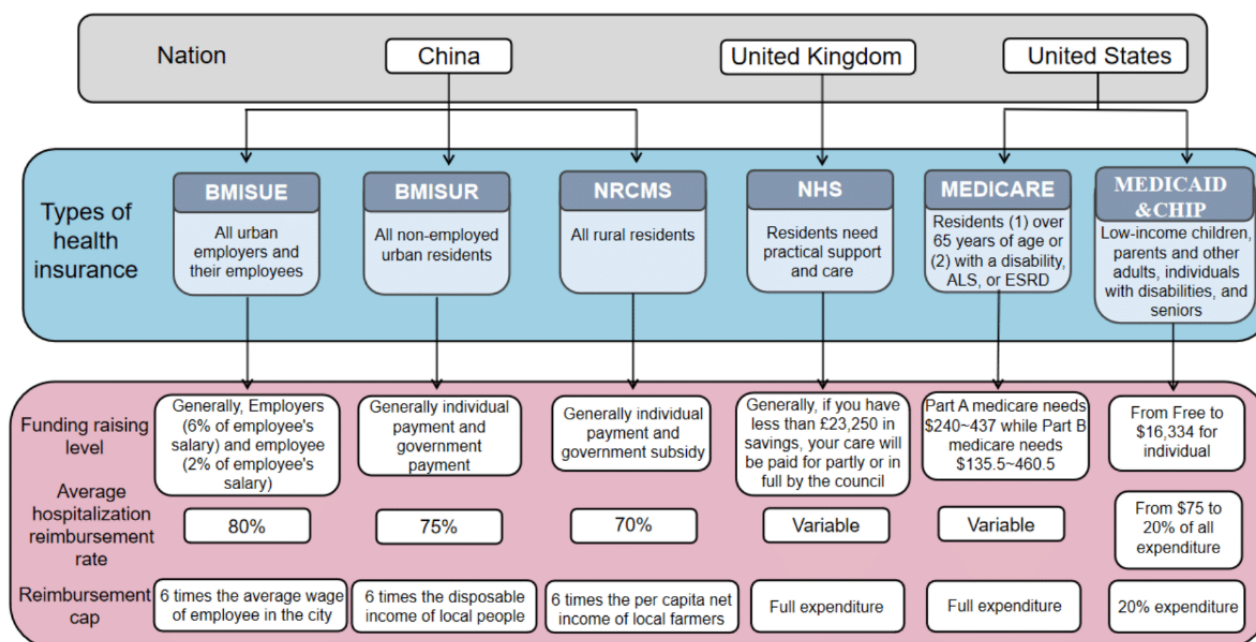 Nation
China
United Kingdom
United States
Types of
health
insurance
BMISUE
All urban
employers and
their employees
BMISUR
All non-employed
urban residents
NRCMS
All rural residents
NHS
Residents need
practical support
and care
MEDICARE
Residents (1) over
65 years of age or
(2) with a disability,
ALS, or ESRD
MEDICAID
&CHIP
Low-income children,
parents and other
adults, individuals
with disabilities, and
seniors
Funding raising
level
Generally, Employers
(6% of employee's
salary) and employee
(2% of employee's
salary)
Generally individual
payment and
government
payment
Generally individual
payment and
government subsidy
Generally, if you have
less than £23,250 in
savings, your care will
be paid for partly or in
full by the council
Part A medicare needs
$240~437 while Part B
medicare needs
$135.5~460.5
From Free to
$16,334 for
individual
Average
hospitalization
reimbursement
rate
80%
75%
70%
Variable
Variable
From $75 to
20% of all
expenditure
Reimbursement
cap
6 times the average wage
of employee in the city
6 times the disposable
income of local people
6 times the per capita net
income of local farmers
Full expenditure
Full expenditure
20% expenditure